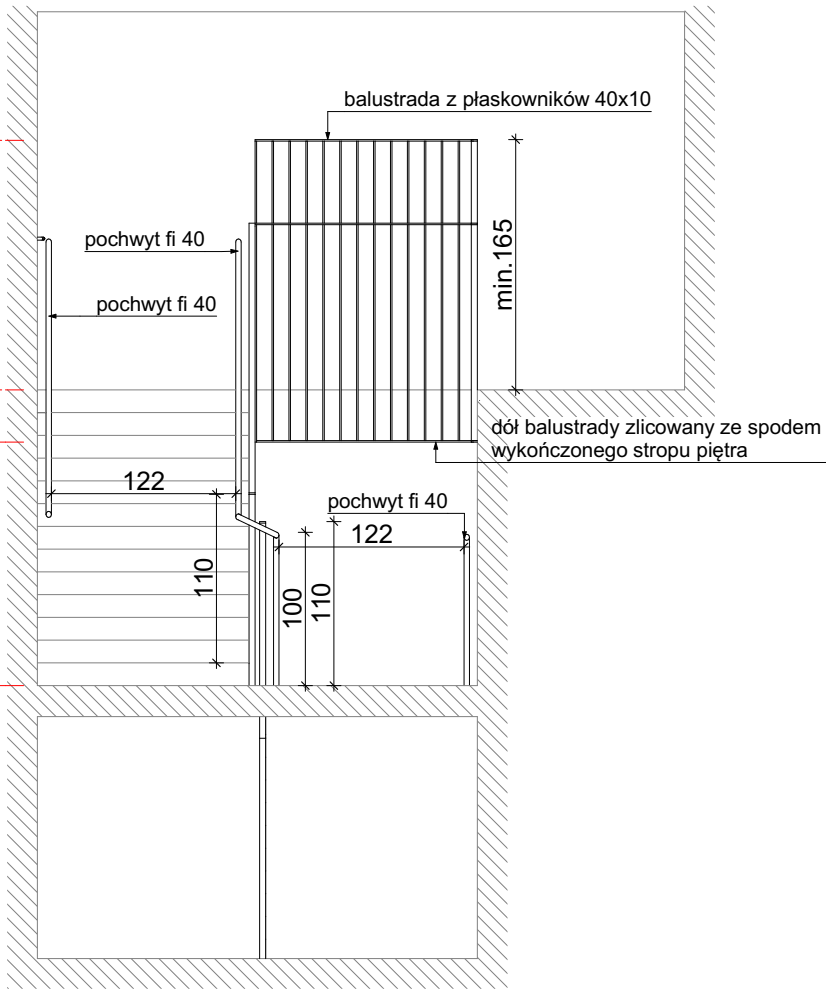 balustrada z płaskowników 40x10
pochwyt fi 40
min.165
pochwyt fi 40
dół balustrady zlicowany ze spodem
wykończonego stropu piętra
122
pochwyt fi 40
122
110
100
110